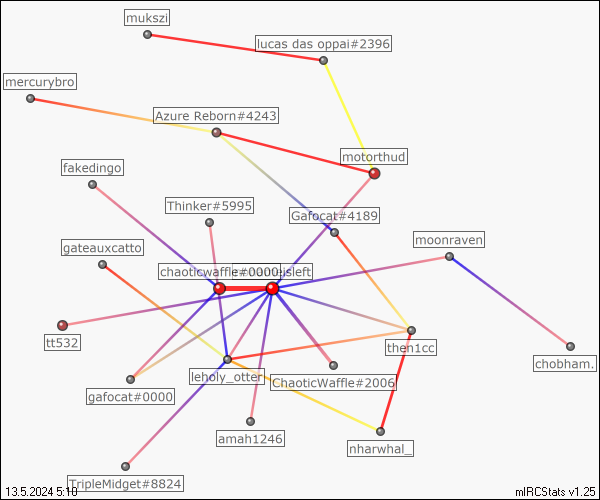 mukszi
lucas das oppai#2396
mercurybro
Azure Reborn#4243
motorthud
fakedingo
Thinker#5995
Gafocat#4189
moonraven
gateauxcatto
chaoticwaffle#0000
isleft
tt532
then1cc
chobham.
leholy_otter
ChaoticWaffle#2006
gafocat#0000
amah1246
nharwhal_
TripleMidget#8824
13.5.2024 5:10
mIRCStats v1.25